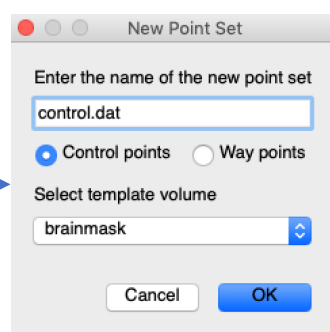 New Point Set
Enter the name of the new point set
control.dat
Control points Way points
Select template volume
brainmask
Cancel OK